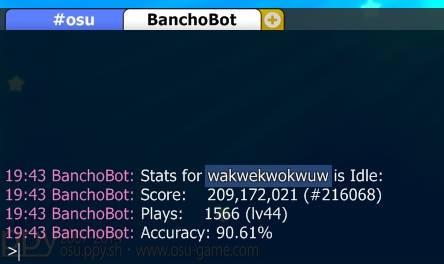 #osu BanchoBot
19:43 BanchoBot: Stats for wakwekwokwuw is Idle:
19:43 BanchoBot: Score: 209,172,021 (#216068)
19:43 BanchoBot: Plays: 1566 (lv44)
19:43 BanchoBot: Accuracy: 90.61%
ppy
osu.ppy.sh · www.osu-game.com
>